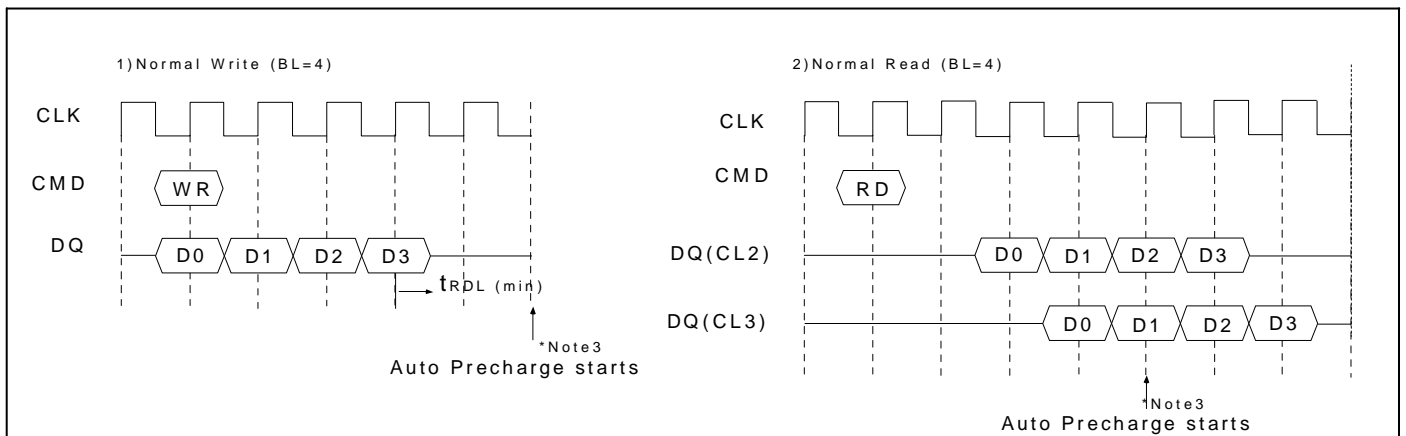 1)Normal Write (BL=4)
CLK
CMD
WR
DQ
D0 D1 D2 D3
tRDL (min)
*Note3
Auto Precharge starts
2)Normal Read (BL=4)
CLK
CMD
RD
DQ(CL2)
D0 D1 D2 D3
DQ(CL3)
D0 D1 D2 D3
*Note3
Auto Precharge starts